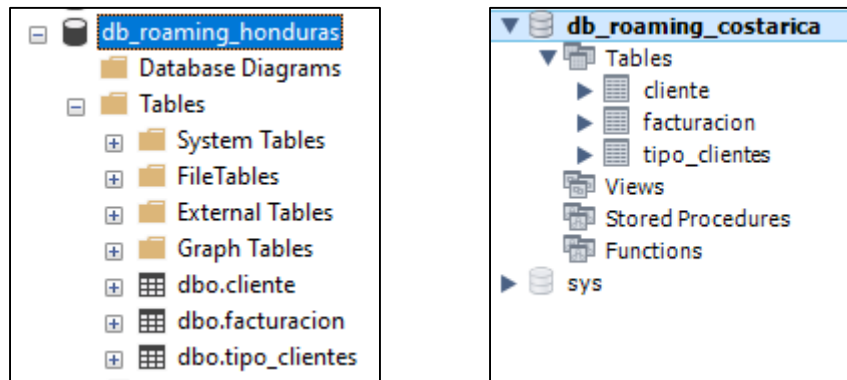 db_roaming_honduras
Database Diagrams
Tables
System Tables
FileTables
External Tables
Graph Tables
dbo.cliente
dbo.facturacion
dbo.tipo_clientes
db_roaming_costarica
Tables
cliente
facturacion
tipo_clientes
Views
Stored Procedures
Functions
sys